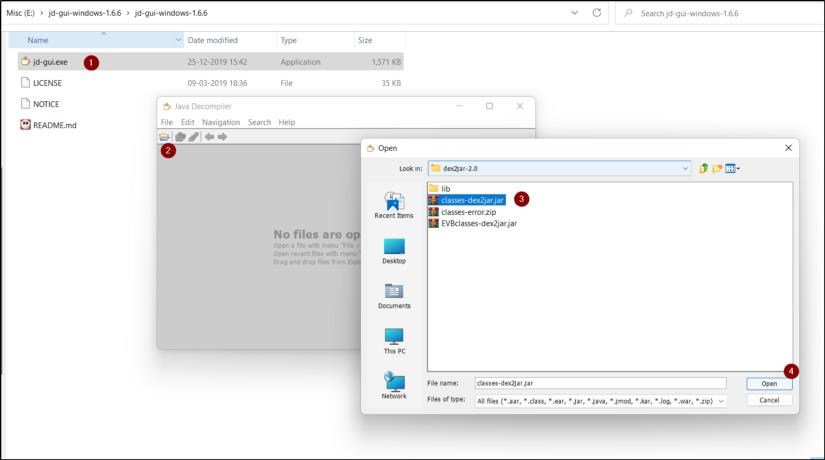 Misc (E:) > jd-gui-windows-1.6.6 > jd-gui-windows-1.6.6
Search jd-gui-windows-1.6.6
Name Date modified Type Size
jd-gui.exe 1 25-12-2019 15:42 Application 1,571 KB
LICENSE 09-03-2019 18:36 File 35 KB
NOTICE
README.md
Java Decompiler
File Edit Navigation Search Help
2
No files are op
Open a file with menu "File >
Open recent files with menu "
Drag and drop files from Expl
Open
Look in: dex2jar-2.0
Recent Items
Desktop
Documents
This PC
Network
lib
classes-dex2jar.jar 3
classes-error.zip
EVBclasses-dex2jar.jar
4
File name: classes-dex2jar.jar Open
Files of type: All files (*.aar, *.class, *.ear, *.jar, *.java, *.jmod, *.kar, *.log, *.war, *.zip) Cancel